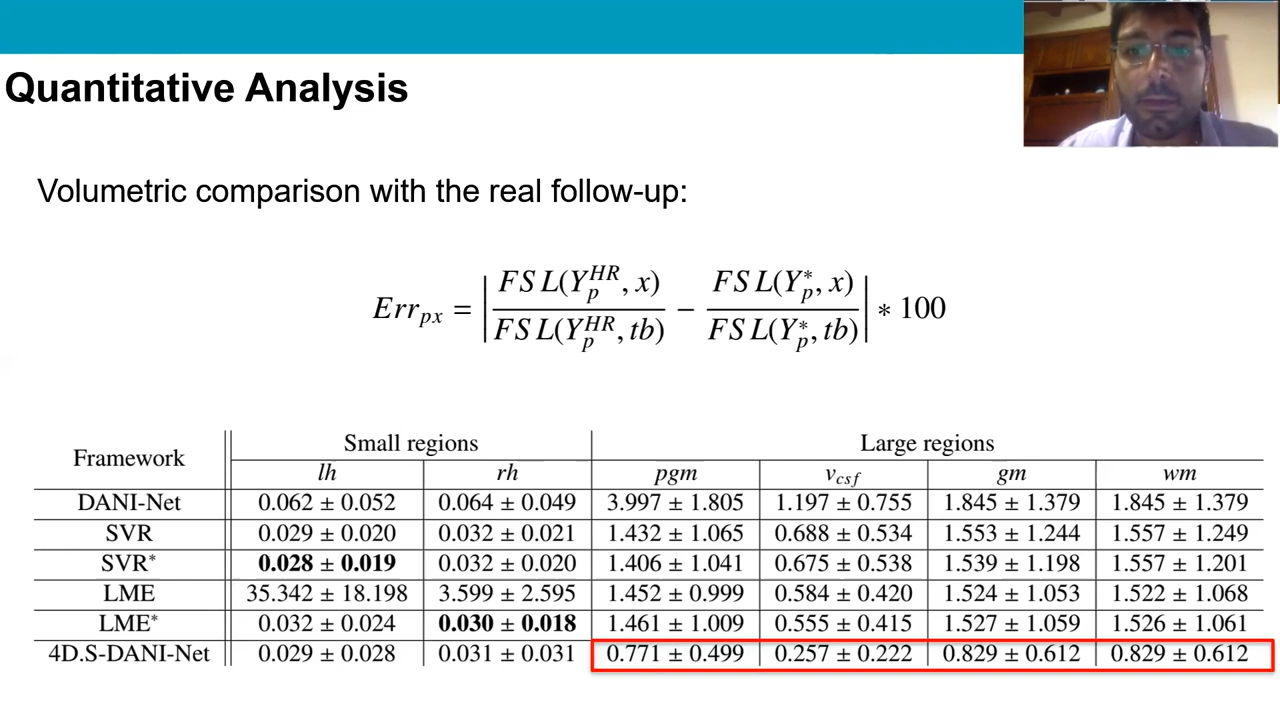 Quantitative Analysis
Volumetric comparison with the real follow-up:
Err_{px} = | FSL(Y_p^{HR}, x) / FSL(Y_p^{HR}, tb) − FSL(Y_p^*, x) / FSL(Y_p^*, tb) | * 100
Framework Small regions Large regions
lh rh pgm v_{csf} gm wm
DANI-Net 0.062 ± 0.052 0.064 ± 0.049 3.997 ± 1.805 1.197 ± 0.755 1.845 ± 1.379 1.845 ± 1.379
SVR 0.029 ± 0.020 0.032 ± 0.021 1.432 ± 1.065 0.688 ± 0.534 1.553 ± 1.244 1.557 ± 1.249
SVR* 0.028 ± 0.019 0.032 ± 0.020 1.406 ± 1.041 0.675 ± 0.538 1.539 ± 1.198 1.557 ± 1.201
LME 35.342 ± 18.198 3.599 ± 2.595 1.452 ± 0.999 0.584 ± 0.420 1.524 ± 1.053 1.522 ± 1.068
LME* 0.032 ± 0.024 0.030 ± 0.018 1.461 ± 1.009 0.555 ± 0.415 1.527 ± 1.059 1.526 ± 1.061
4D.S-DANI-Net 0.029 ± 0.028 0.031 ± 0.031 0.771 ± 0.499 0.257 ± 0.222 0.829 ± 0.612 0.829 ± 0.612